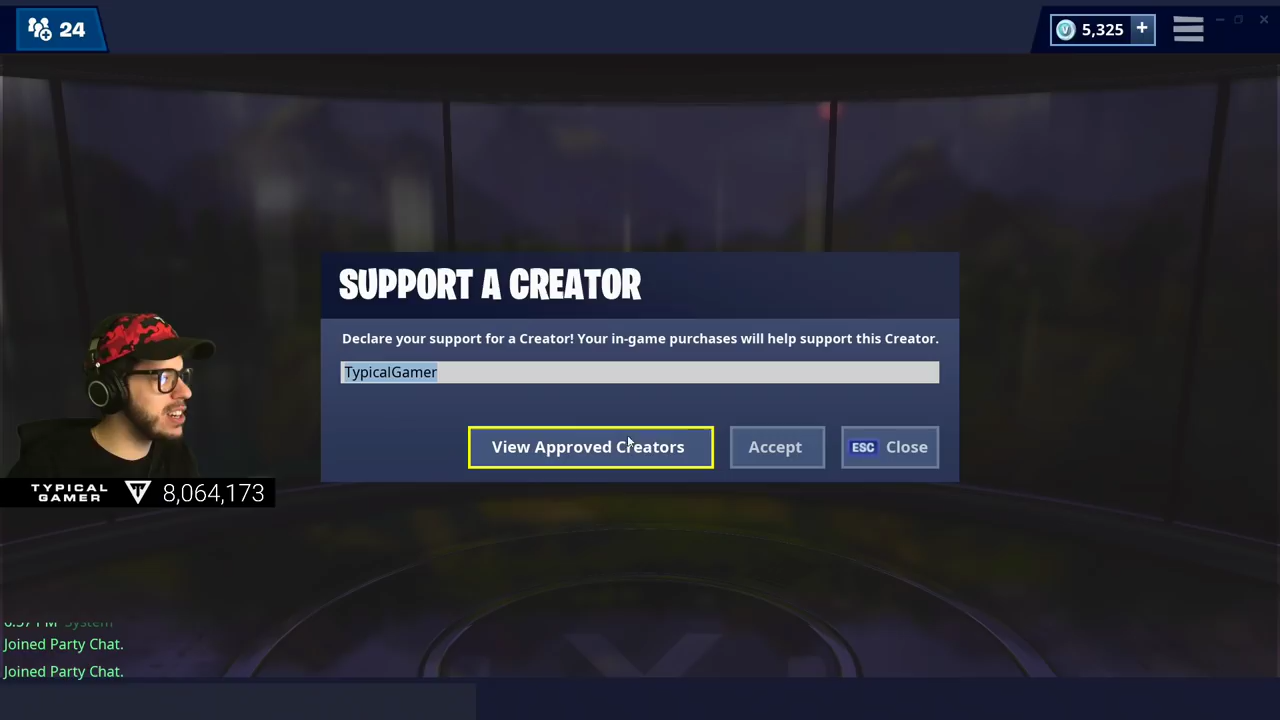 24
5,325 +
SUPPORT A CREATOR
Declare your support for a Creator! Your in-game purchases will help support this Creator.
TypicalGamer
View Approved Creators
Accept
ESC Close
TYPICAL
GAMER
8,064,173
System
Joined Party Chat.
Joined Party Chat.